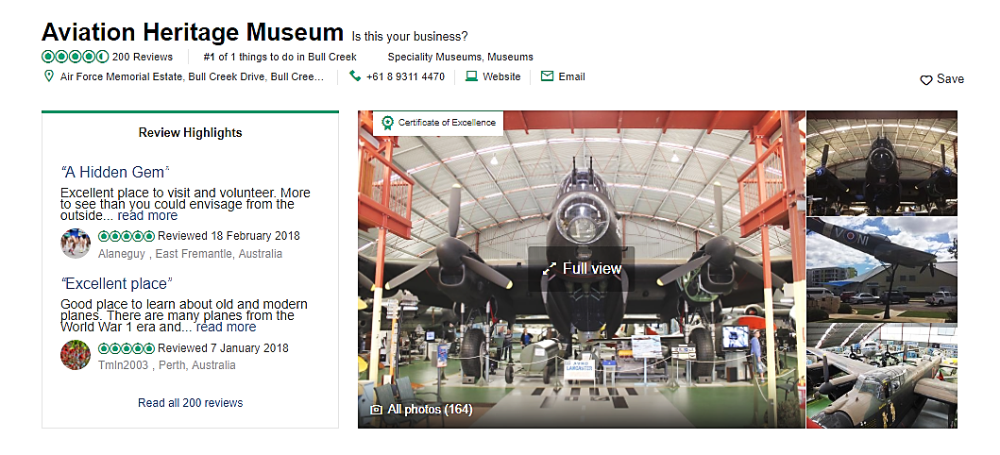 Aviation Heritage Museum Is this your business?
200 Reviews #1 of 1 things to do in Bull Creek Speciality Museums, Museums
Air Force Memorial Estate, Bull Creek Drive, Bull Cree... +61 8 9311 4470 Website Email
Save
Review Highlights
“A Hidden Gem”
Excellent place to visit and volunteer. More
to see than you could envisage from the
outside... read more
Reviewed 18 February 2018
Alaneguy , East Fremantle, Australia
“Excellent place”
Good place to learn about old and modern
planes. There are many planes from the
World War 1 era and... read more
Reviewed 7 January 2018
Tmln2003 , Perth, Australia
Read all 200 reviews
Certificate of Excellence
Full view
LANCASTER
All photos (164)